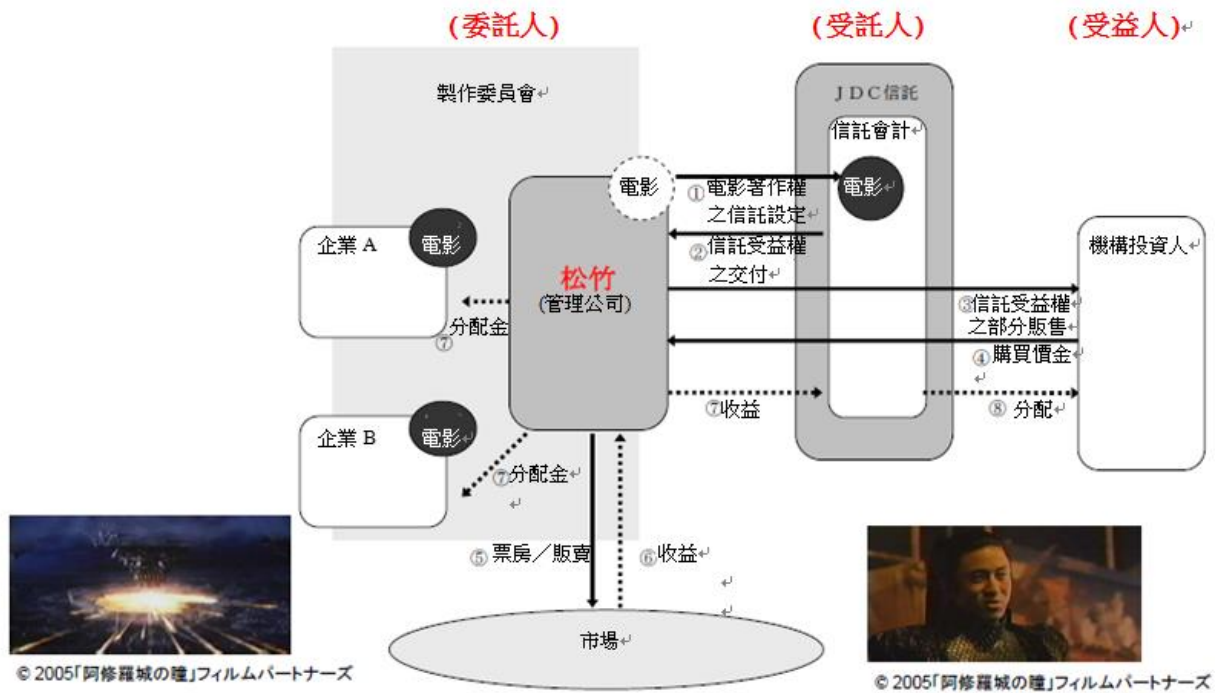 (委託人)
(受託人)
(受益人)
製作委員會
JDC信託
信託會計
電影
電影
①電影著作權
之信託設定
②信託受益權
之交付
企業 A
電影
松竹
(管理公司)
機構投資人
③信託受益權
之部分販售
④購買價金
分配金
⑦
⑦收益
⑧ 分配
企業 B
電影
⑦分配金
⑤ 票房／販賣
⑥收益
市場
© 2005「阿修羅城の瞳」フィルムパートナーズ
© 2005「阿修羅城の瞳」フィルムパートナーズ